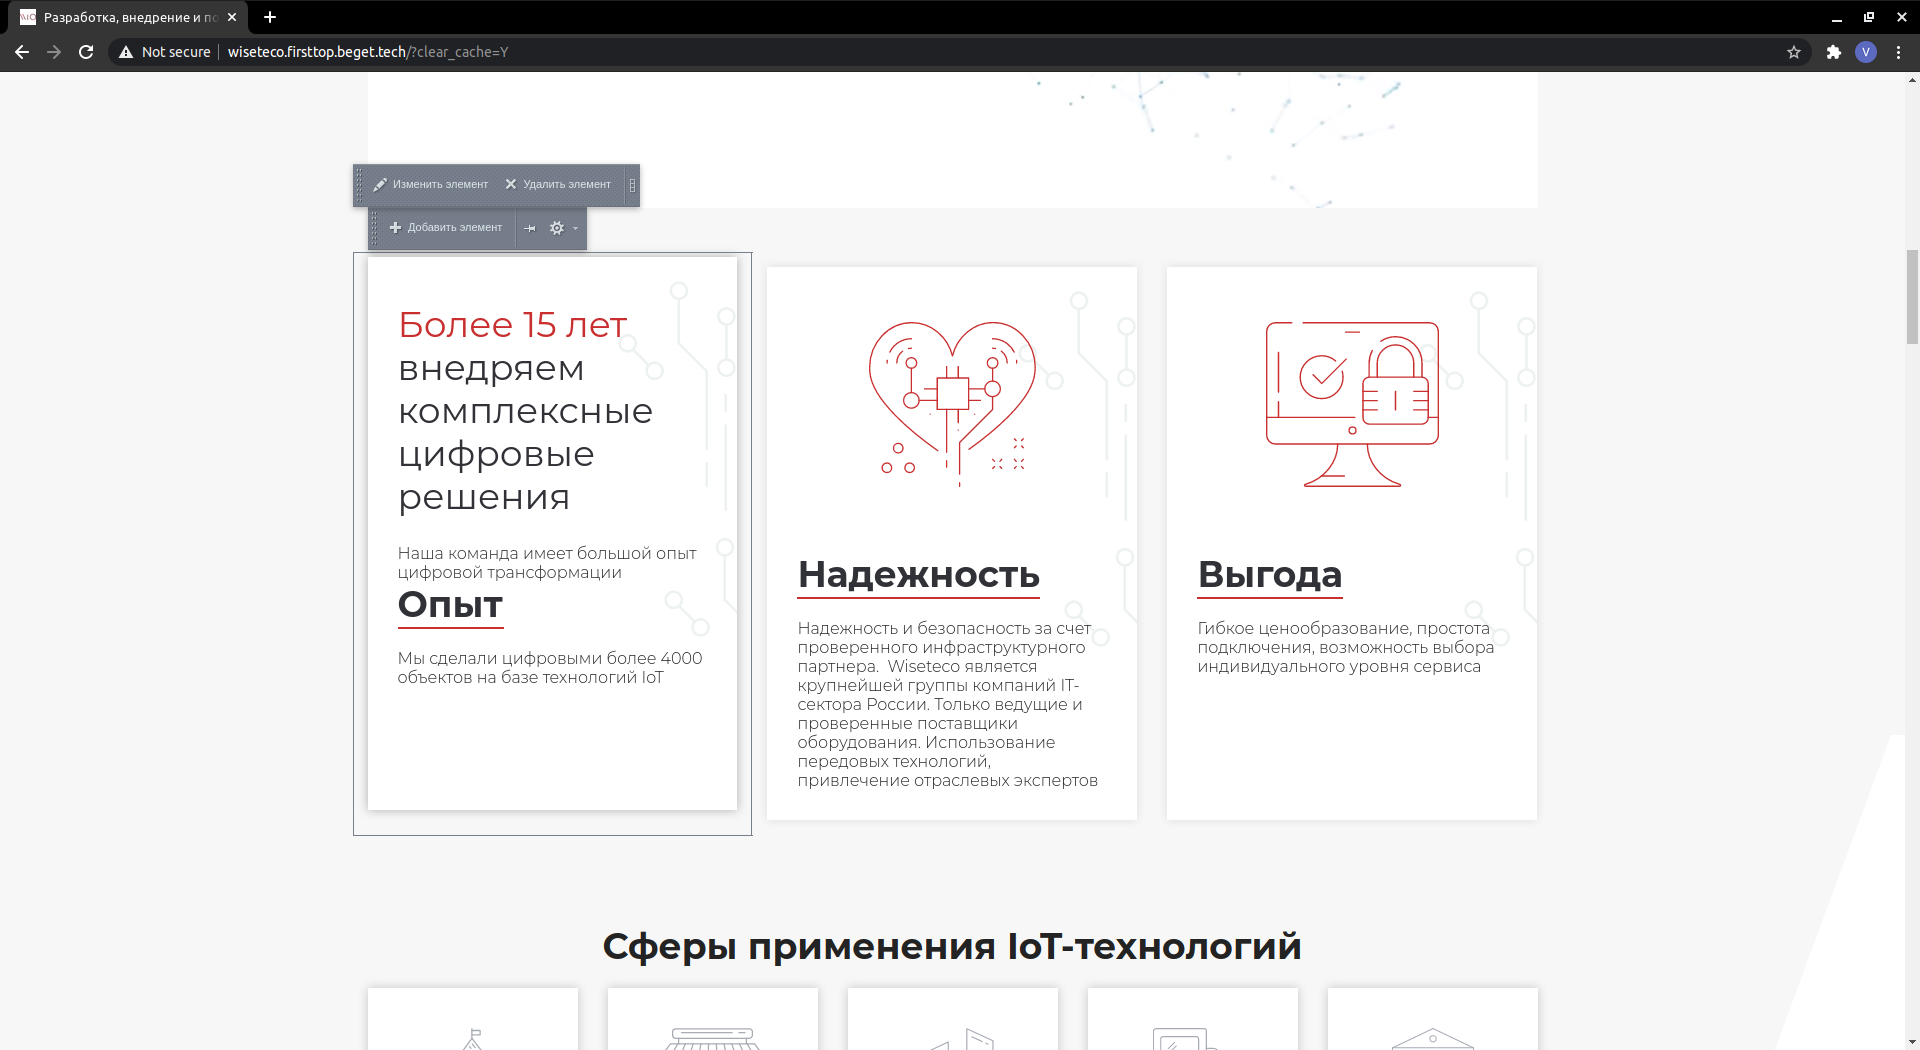 Разработка, внедрение и по
Not secure
wiseteco.firsttop.beget.tech/?clear_cache=Y
V
Изменить элемент
Удалить элемент
Добавить элемент
Более 15 лет
внедряем
комплексные
цифровые
решения
Наша команда имеет большой опыт
цифровой трансформации
Опыт
Мы сделали цифровыми более 4000
объектов на базе технологий IoT
Надежность
Надежность и безопасность за счет
проверенного инфраструктурного
партнера. Wiseteco является
крупнейшей группы компаний IT-
сектора России. Только ведущие и
проверенные поставщики
оборудования. Использование
передовых технологий,
привлечение отраслевых экспертов
Выгода
Гибкое ценообразование, простота
подключения, возможность выбора
индивидуального уровня сервиса
Сферы применения IoT-технологий